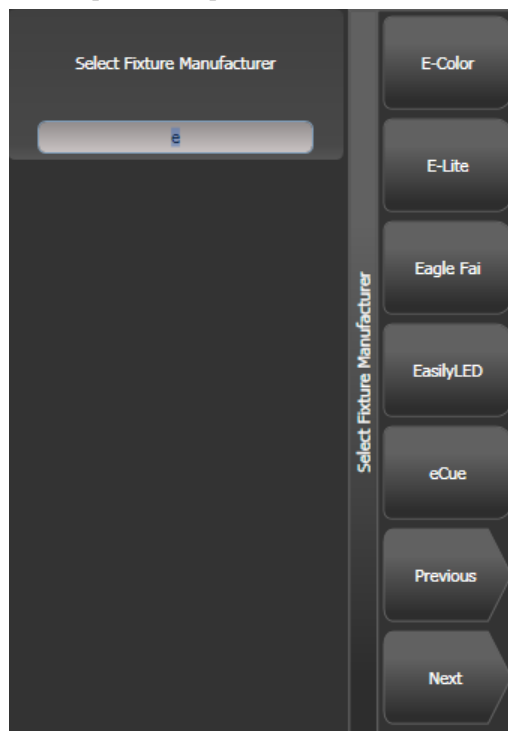 Select Fixture Manufacturer
e
Select Fixture Manufacturer
E-Color
E-Lite
Eagle Fai
EasilyLED
eCue
Previous
Next